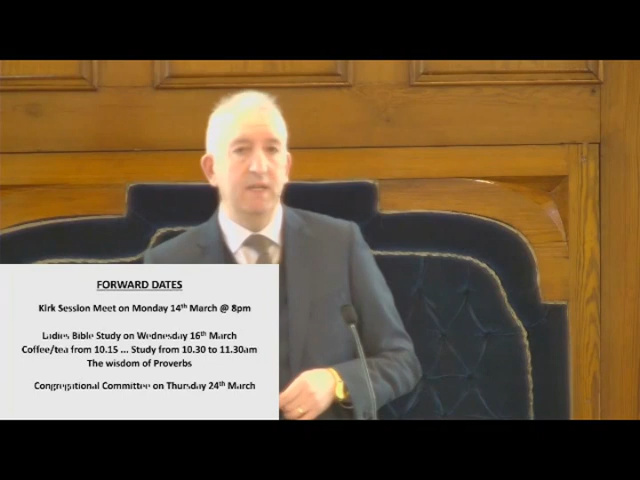 FORWARD DATES
Kirk Session Meet on Monday 14th March @ 8pm
Ladies Bible Study on Wednesday 16th March
Coffee/tea from 10.15 ... Study from 10.30 to 11.30am
The wisdom of Proverbs
Congregational Committee on Thursday 24th March